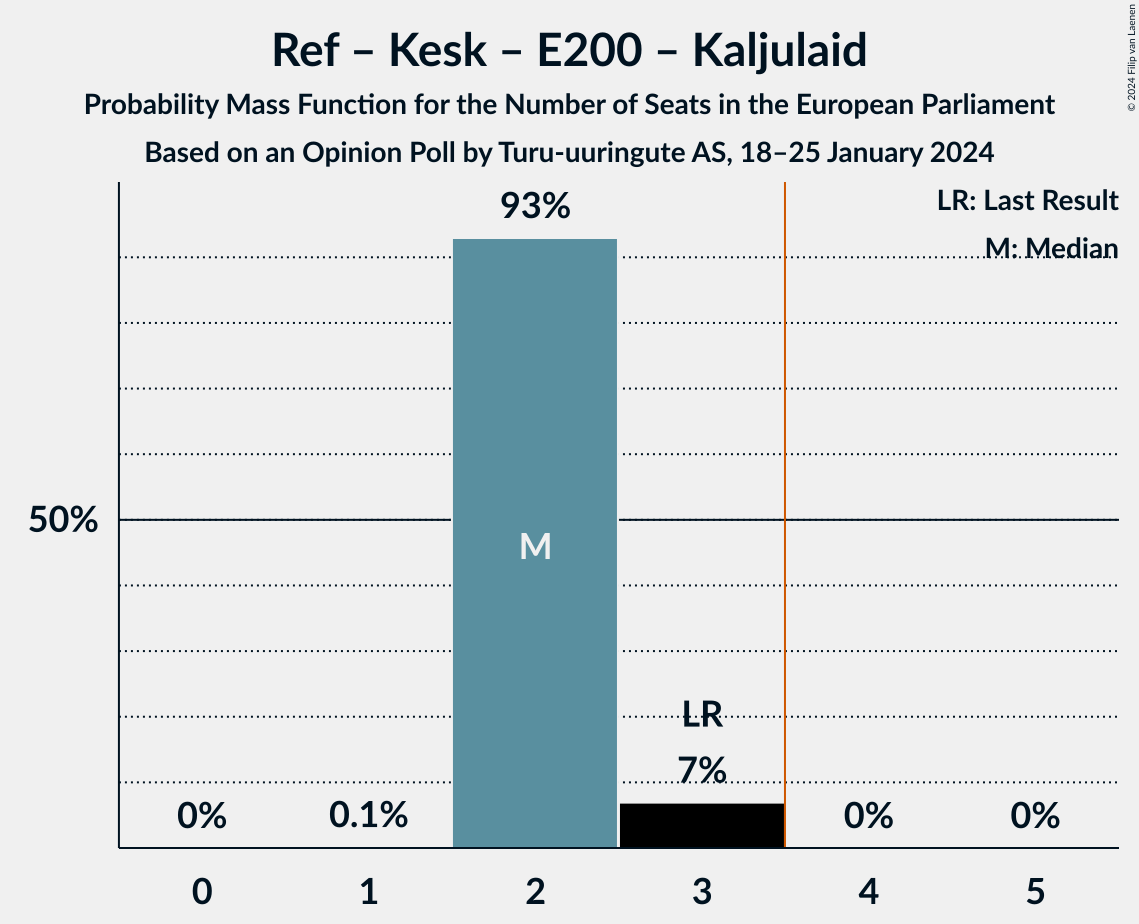 Ref – Kesk – E200 – Kaljulaid
Probability Mass Function for the Number of Seats in the European Parliament
Based on an Opinion Poll by Turu-uuringute AS, 18–25 January 2024
© 2024 Filip van Laenen
LR: Last Result
M: Median
93%
50%
M
LR
7%
0%
0.1%
0%
0%
0
1
2
3
4
5